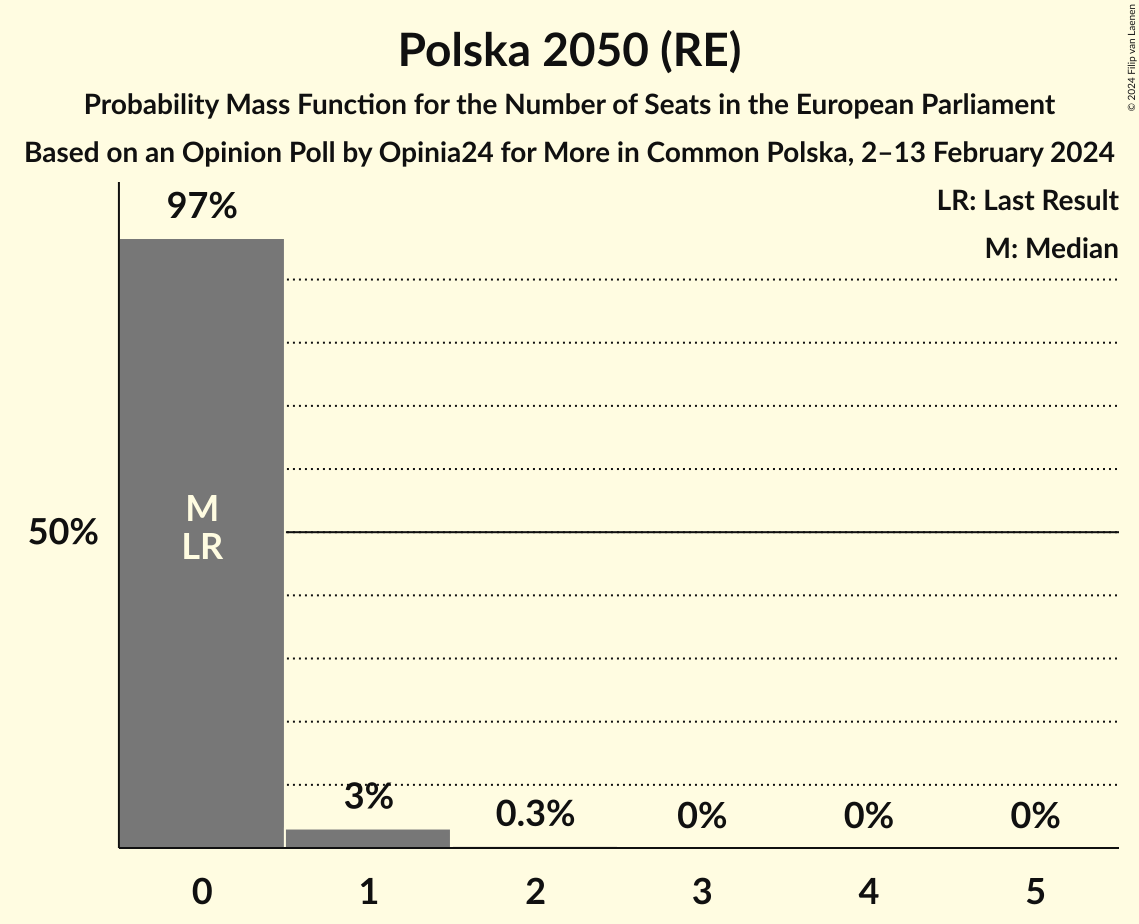 Polska 2050 (RE)
Probability Mass Function for the Number of Seats in the European Parliament
Based on an Opinion Poll by Opinia24 for More in Common Polska, 2–13 February 2024
© 2024 Filip van Laenen
LR: Last Result
M: Median
97%
M
LR
50%
3%
0.3%
0%
0%
0%
0
1
2
3
4
5